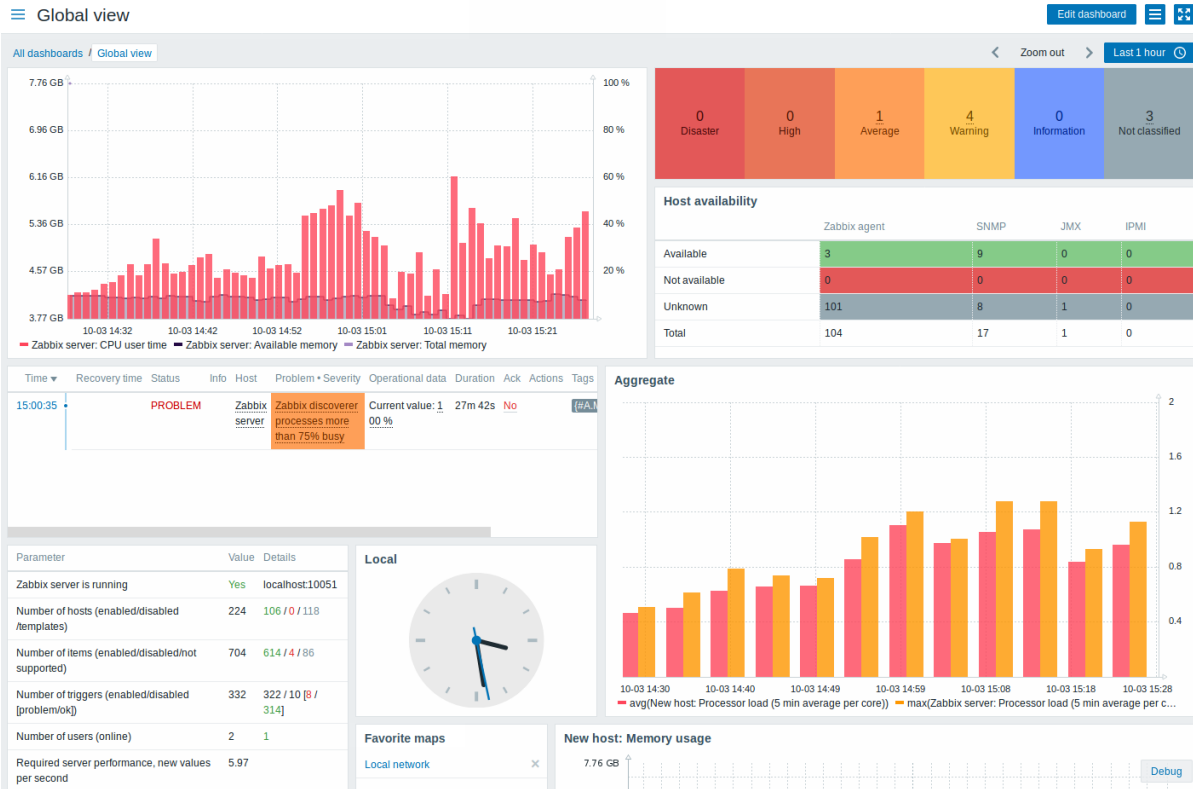 Global view
Edit dashboard
All dashboards / Global view
Zoom out
Last 1 hour
7.76 GB
6.96 GB
6.16 GB
5.36 GB
4.57 GB
3.77 GB
100 %
80 %
60 %
40 %
20 %
10-03 14:32 10-03 14:42 10-03 14:52 10-03 15:01 10-03 15:11 10-03 15:21
Zabbix server: CPU user time Zabbix server: Available memory Zabbix server: Total memory
0 0 1 4 0 3
Disaster High Average Warning Information Not classified
Host availability
Zabbix agent SNMP JMX IPMI
Available 3 9 0 0
Not available 0 0 0 0
Unknown 101 8 1 0
Total 104 17 1 0
Time Recovery time Status Info Host Problem • Severity Operational data Duration Ack Actions Tags
15:00:35 PROBLEM Zabbix Zabbix discoverer Current value: 1 27m 42s No
server processes more 00 %
than 75% busy
Aggregate
2
1.6
1.2
0.8
0.4
10-03 14:30 10-03 14:40 10-03 14:49 10-03 14:59 10-03 15:08 10-03 15:18 10-03 15:28
avg(New host: Processor load (5 min average per core)) max(Zabbix server: Processor load (5 min average per c...
Parameter Value Details
Zabbix server is running Yes localhost:10051
Number of hosts (enabled/disabled 224 106 / 0 / 118
/templates)
Number of items (enabled/disabled/not 704 614 / 4 / 86
supported)
Number of triggers (enabled/disabled 332 322 / 10 [8 /
[problem/ok]) 314]
Number of users (online) 2 1
Required server performance, new values 5.97
per second
Local
Favorite maps
Local network
New host: Memory usage
7.76 GB
Debug